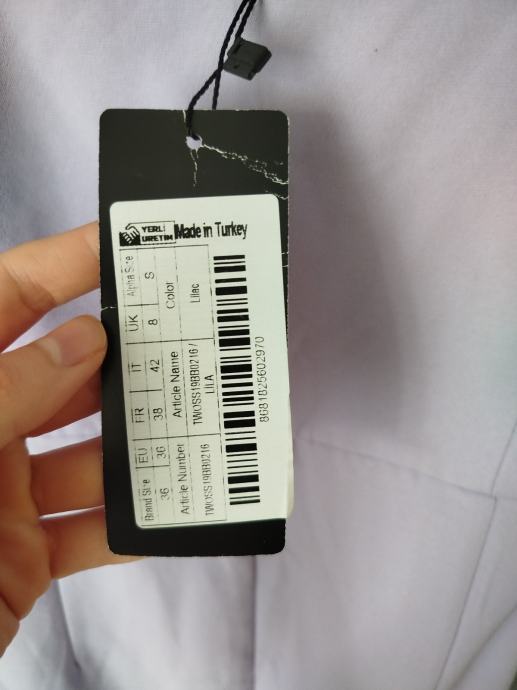 YERLİ
ÜRETİM
Made in Turkey
Brand Size EU FR IT UK Alpha Size
36 36 38 42 8 S
Article Number Article Name Color
TWOSS19BB0216 TWOSS19BB0216/ Lilac
LILA
8681825602970